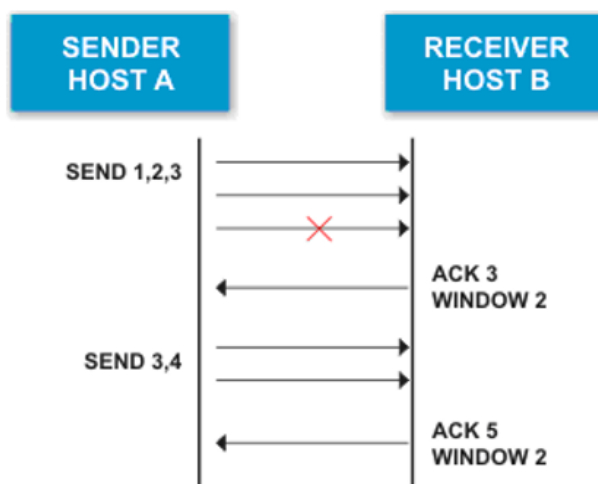 SENDER
HOST A
RECEIVER
HOST B
SEND 1,2,3
ACK 3
WINDOW 2
SEND 3,4
ACK 5
WINDOW 2